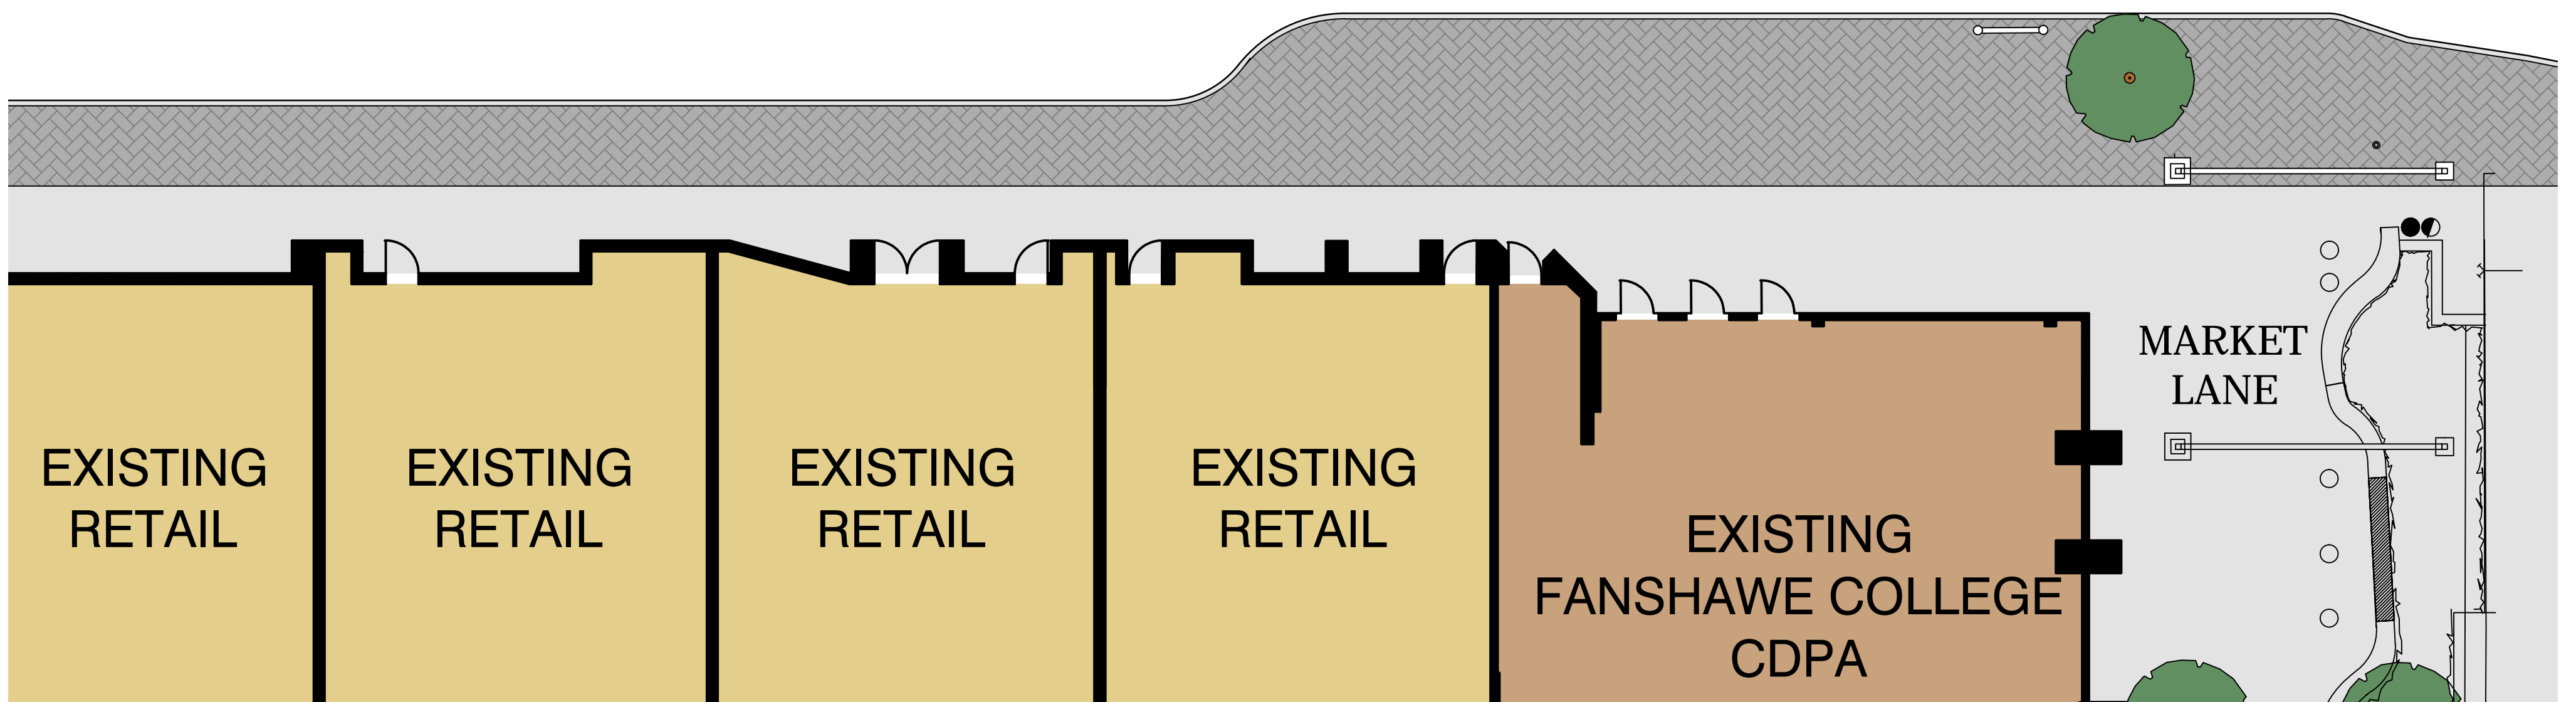 EXISTING
RETAIL
EXISTING
RETAIL
EXISTING
RETAIL
EXISTING
RETAIL
EXISTING
FANSHAWE COLLEGE
CDPA
MARKET
LANE